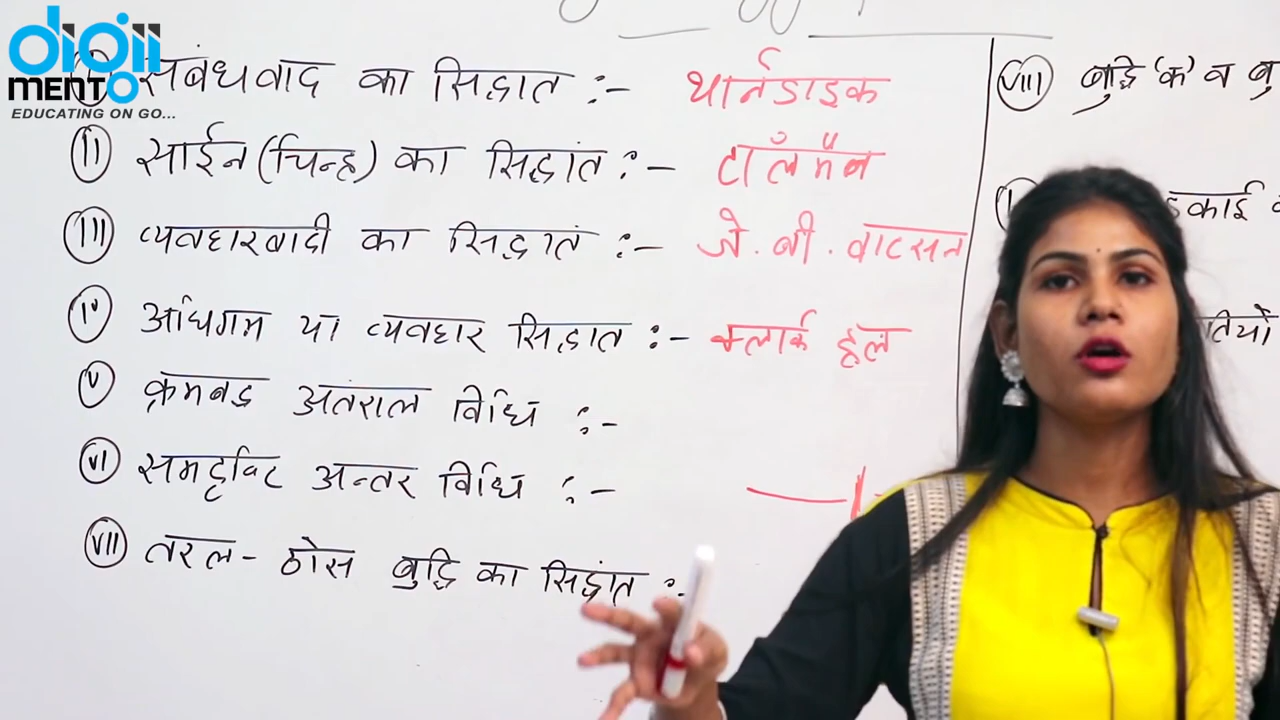 digii
MENTO
EDUCATING ON GO...
संबंधवाद का सिद्धांत :- थार्नडाइक
II साईन (चिन्ह) का सिद्धांत :- टॉलमैन
III व्यवहारवादी का सिद्धांत :- जे. बी. वाटसन
IV अधिगम या व्यवहार सिद्धांत :- क्लार्क हल
V क्रमबद्ध अंतराल विधि :-
VI समदृष्टि अन्तर विधि :-
VII तरल - ठोस बुद्धि का सिद्धांत :-
VIII बुद्धि 'क' व